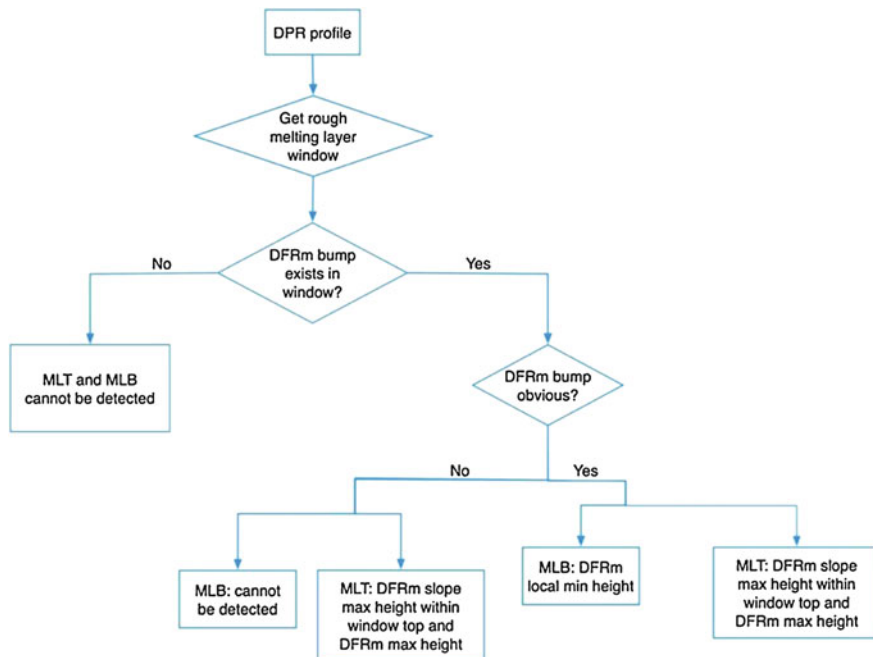 DPR profile
Get rough
melting layer
window
DFRm bump
exists in
window?
No
Yes
MLT and MLB
cannot be detected
DFRm bump
obvious?
No
Yes
MLB: cannot
be detected
MLT: DFRm slope
max height within
window top and
DFRm max height
MLB: DFRm
local min height
MLT: DFRm slope
max height within
window top and
DFRm max height